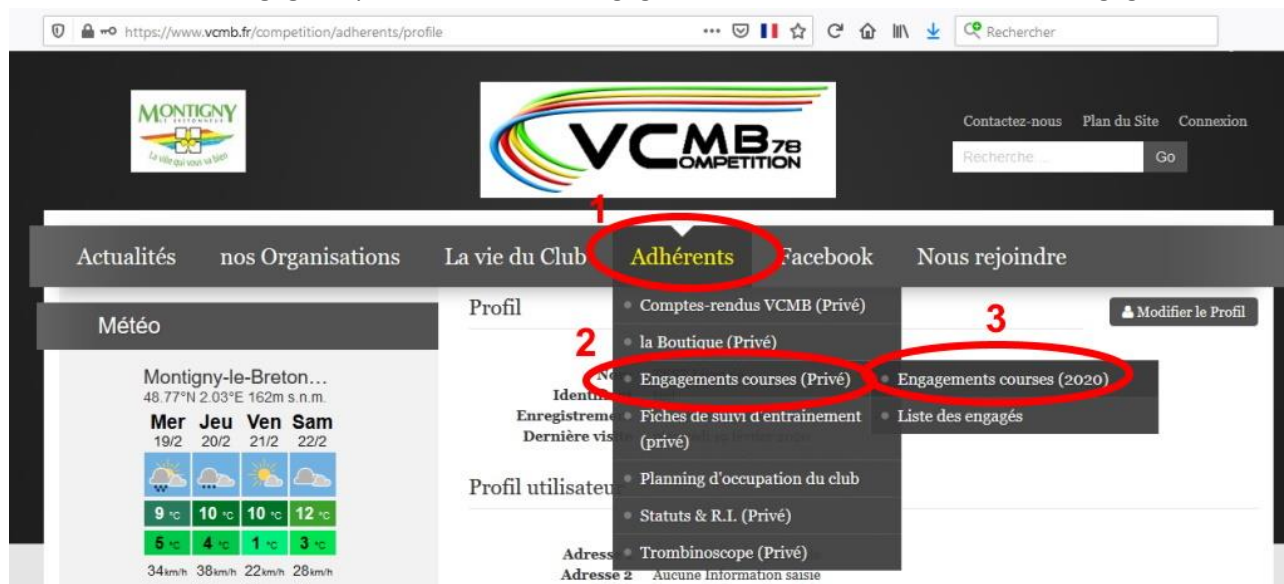 https://www.vcmb.fr/competition/adherents/profile
Rechercher
MONTIGNY
La ville qui vous va bien
VCMB 78
COMPETITION
Contactez-nous Plan du Site Connexion
Recherche ...
Go
1
Actualités nos Organisations La vie du Club Adhérents Facebook Nous rejoindre
Météo
Montigny-le-Breton...
48.77°N 2.03°E 162m s.n.m.
Mer Jeu Ven Sam
19/2 20/2 21/2 22/2
9 °C 10 °C 10 °C 12 °C
5 °C 4 °C 1 °C 3 °C
34km/h 38km/h 22km/h 28km/h
Profil
Modifier le Profil
Comptes-rendus VCMB (Privé)
la Boutique (Privé)
2
3
Engagements courses (Privé)
Engagements courses (2020)
Fiches de suivi d'entrainement
(privé)
Liste des engagés
Planning d'occupation du club
Statuts & R.I. (Privé)
Trombinoscope (Privé)
Enregistreme
Dernière visite
Profil utilisateu
Adresse
Adresse 2 Aucune Information saisie